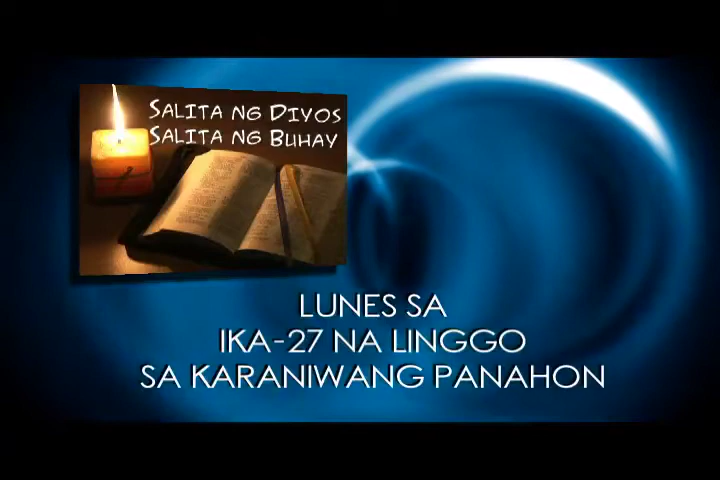 SALITA NG DIYOS
SALITA NG BUHAY
LUNES SA
IKA-27 NA LINGGO
SA KARANIWANG PANAHON